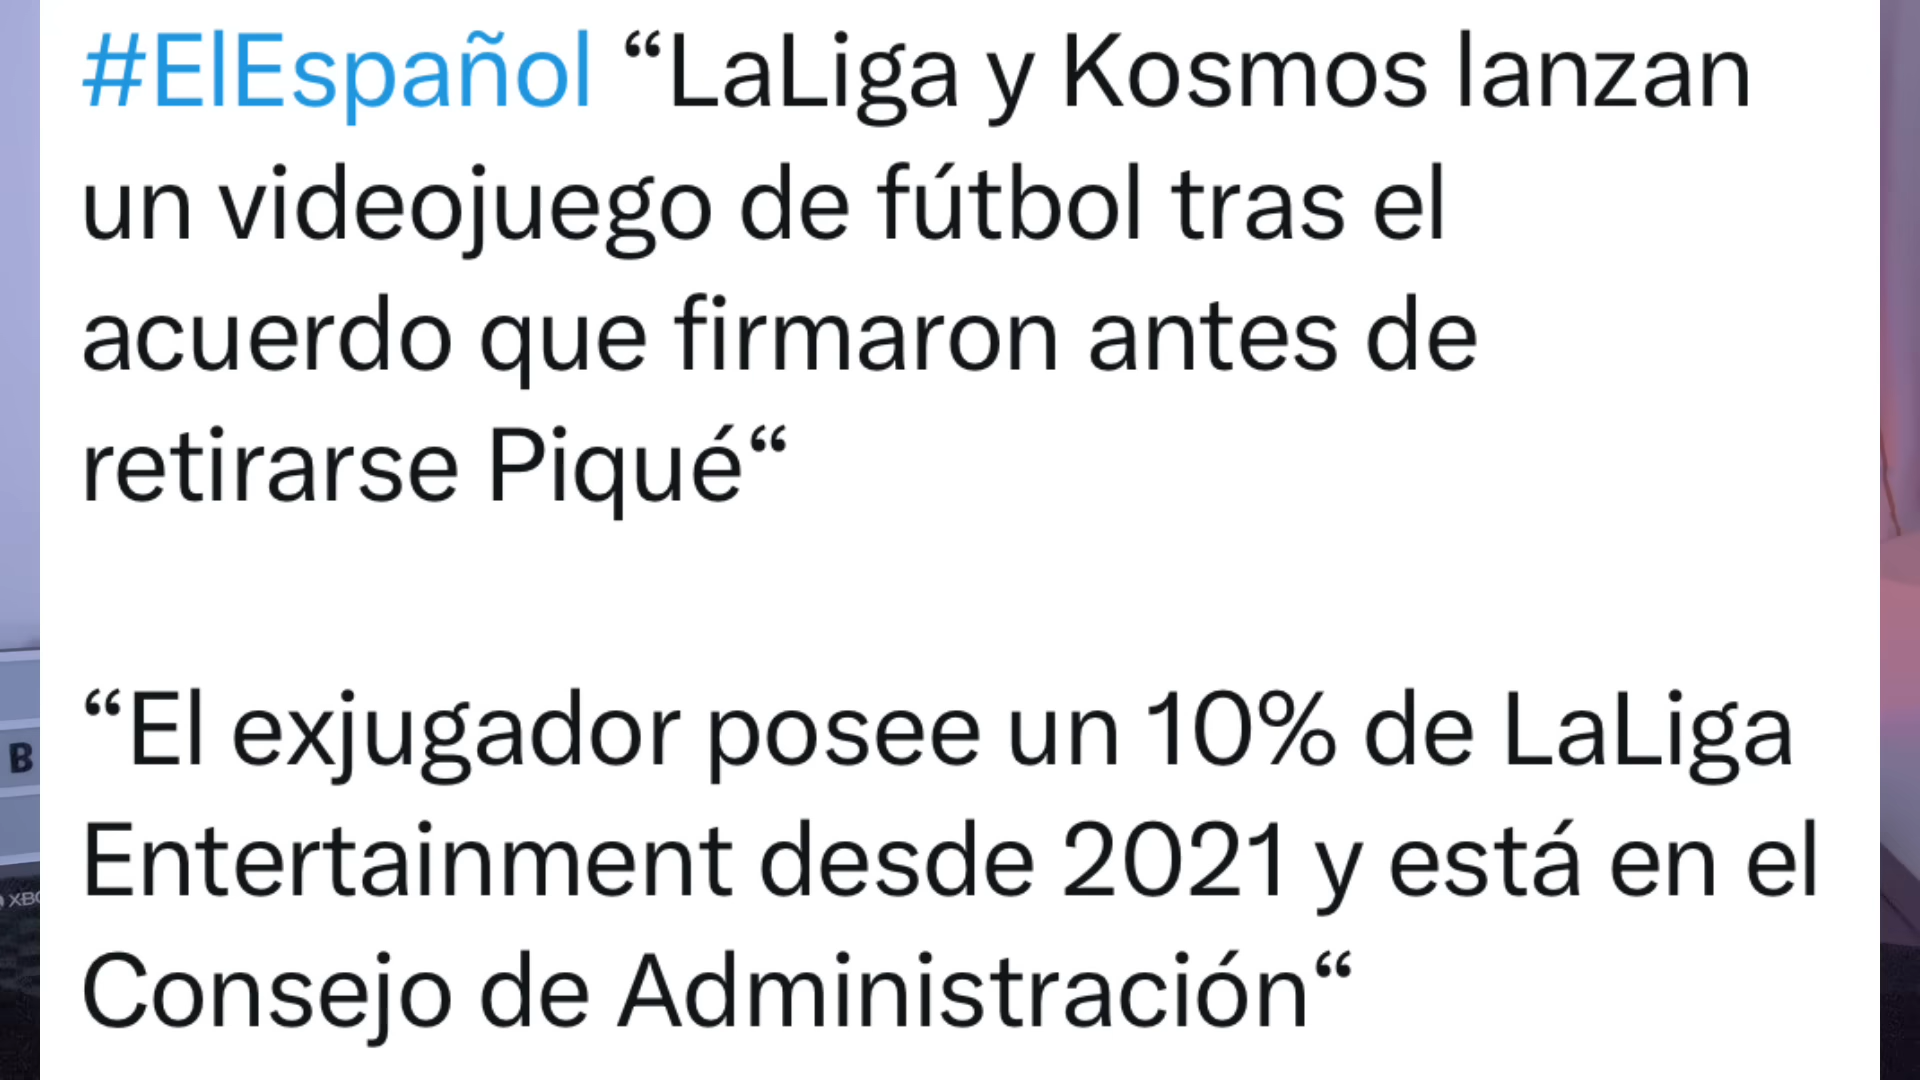 #ElEspañol “LaLiga y Kosmos lanzan
un videojuego de fútbol tras el
acuerdo que firmaron antes de
retirarse Piqué“
“El exjugador posee un 10% de LaLiga
Entertainment desde 2021 y está en el
Consejo de Administración“
B